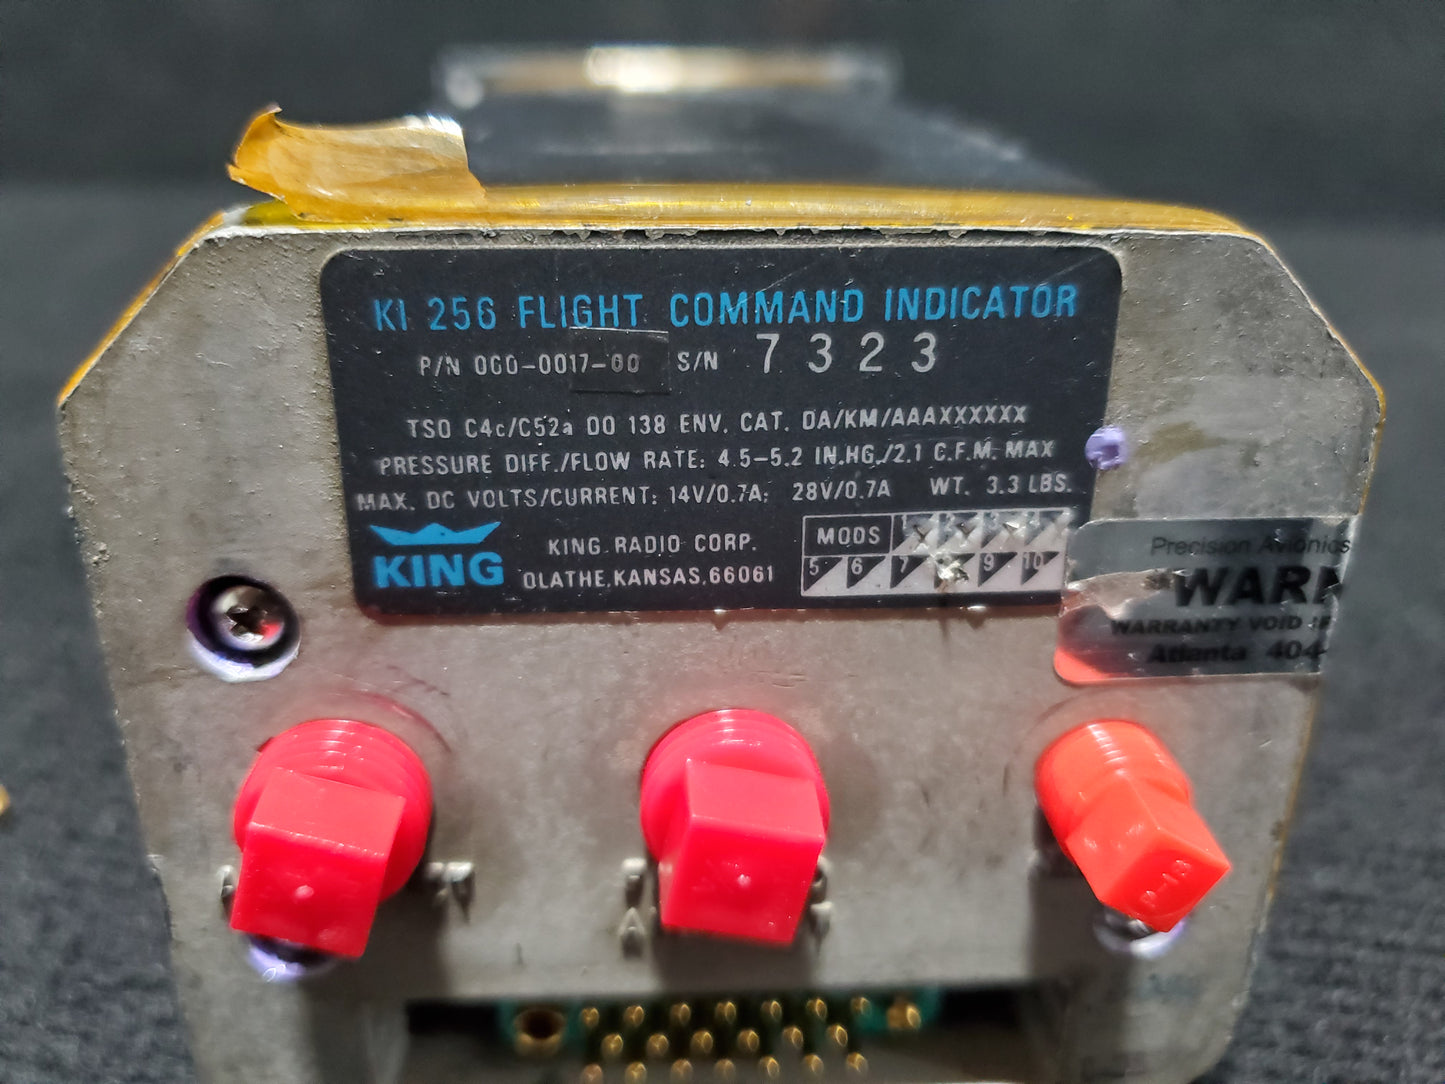 KI 256 FLIGHT COMMAND INDICATOR
P/N 060-0017-00 S/N 7323
TSO C4c/C52a DO 138 ENV. CAT. DA/KM/AAAXXXXXX
PRESSURE DIFF./FLOW RATE: 4.5-5.2 IN.HG./2.1 C.F.M. MAX
MAX. DC VOLTS/CURRENT: 14V/0.7A; 28V/0.7A WT. 3.3 LBS.
KING
KING RADIO CORP.
OLATHE, KANSAS, 66061
MODS
5 6 7 9 10
Precision Avionics
WARN
WARRANTY VOID IF
Atlanta 404-